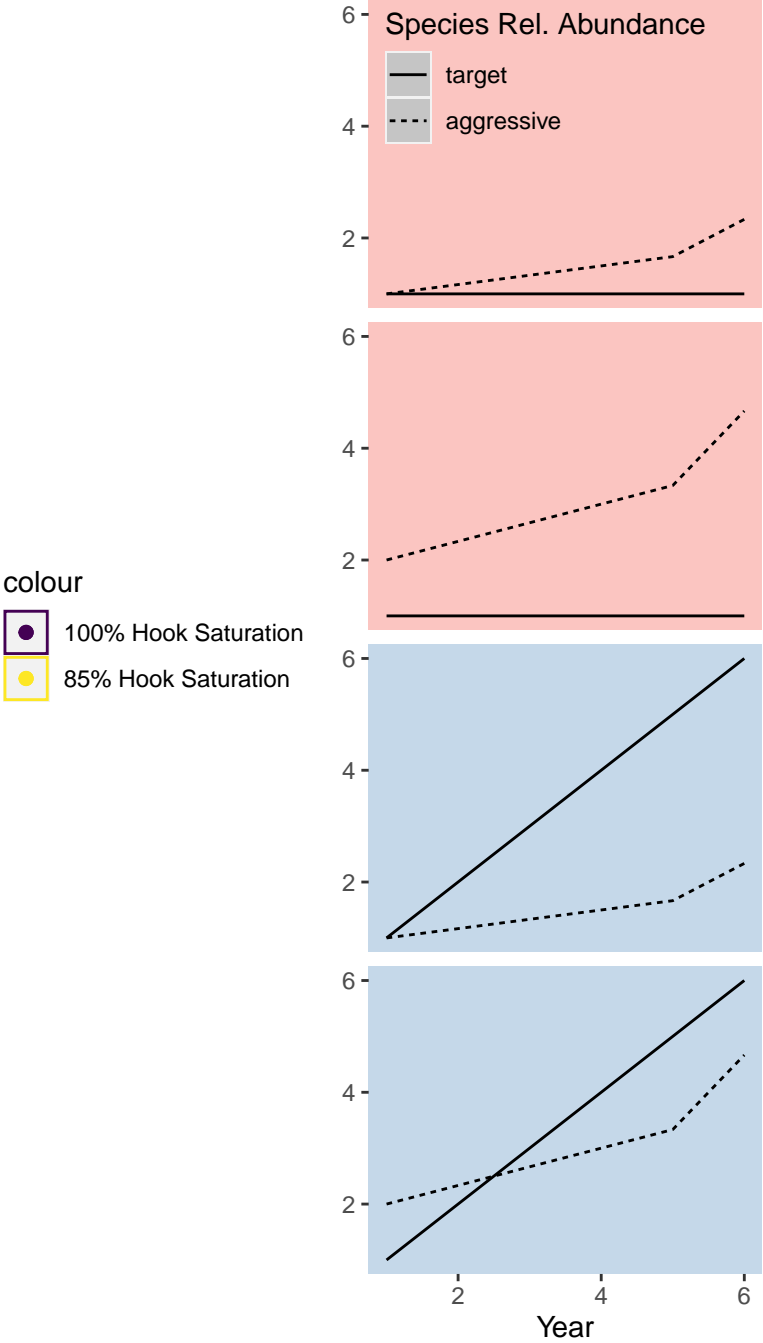 colour
100% Hook Saturation
85% Hook Saturation
Species Rel. Abundance
target
aggressive
6
4
2
6
4
2
6
4
2
6
4
2
2 4 6
Year